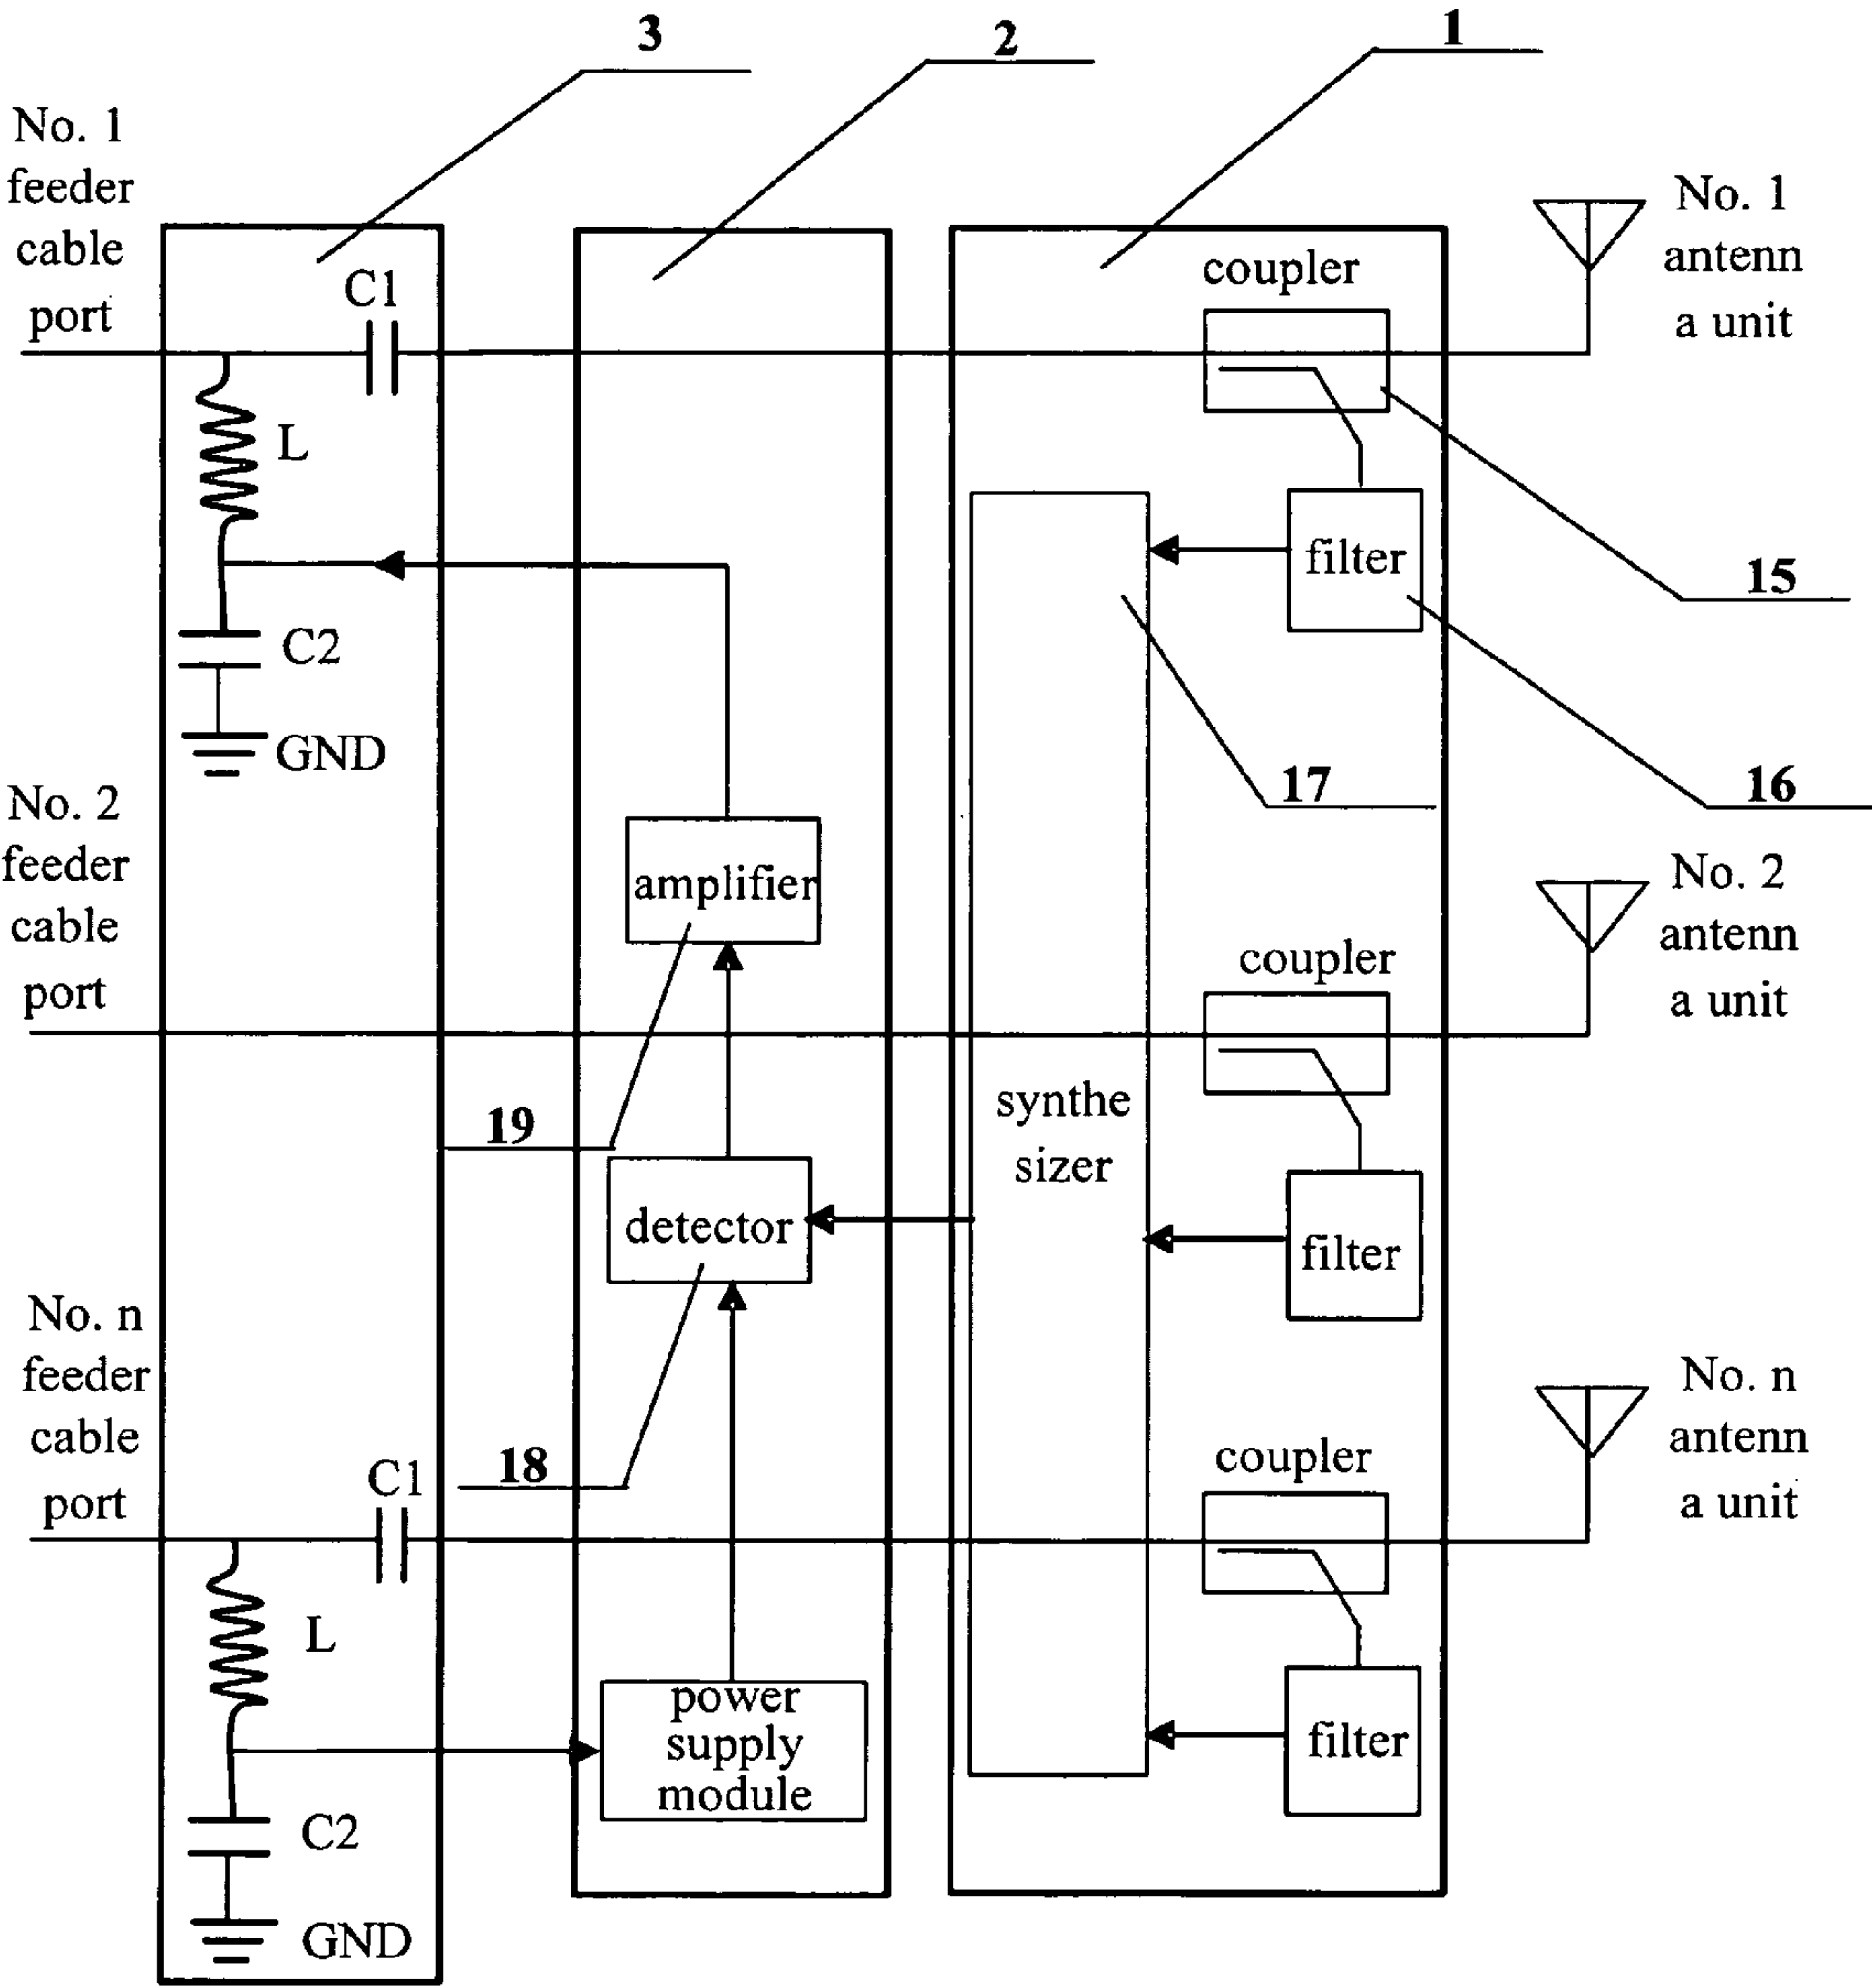 3
2
1
No. 1
feeder
cable
port
No. 1
antenn
a unit
coupler
C1
L
filter
15
C2
GND
17
16
No. 2
feeder
cable
port
amplifier
No. 2
antenn
a unit
coupler
synthe
sizer
19
detector
filter
No. n
feeder
cable
port
No. n
antenn
a unit
coupler
18
C1
L
power
supply
module
filter
C2
GND